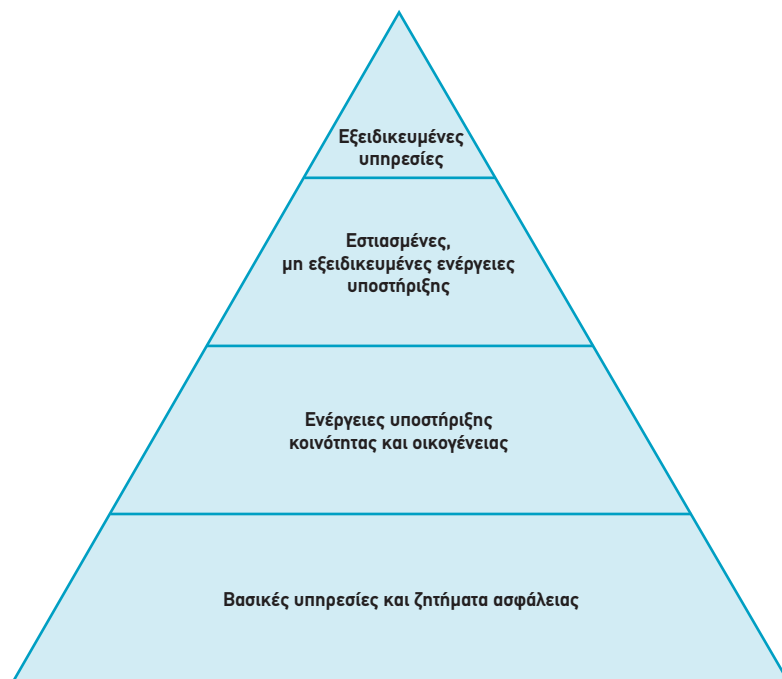 Εξειδικευμένες
υπηρεσίες
Εστιασμένες,
μη εξειδικευμένες ενέργειες
υποστήριξης
Ενέργειες υποστήριξης
κοινότητας και οικογένειας
Βασικές υπηρεσίες και ζητήματα ασφάλειας